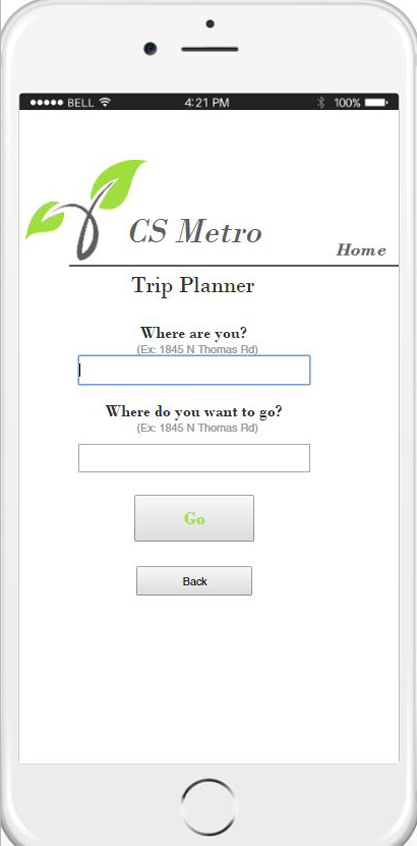 BELL 4:21 PM 100%
CS Metro
Home
Trip Planner
Where are you?
(Ex: 1845 N Thomas Rd)
Where do you want to go?
(Ex: 1845 N Thomas Rd)
Go
Back